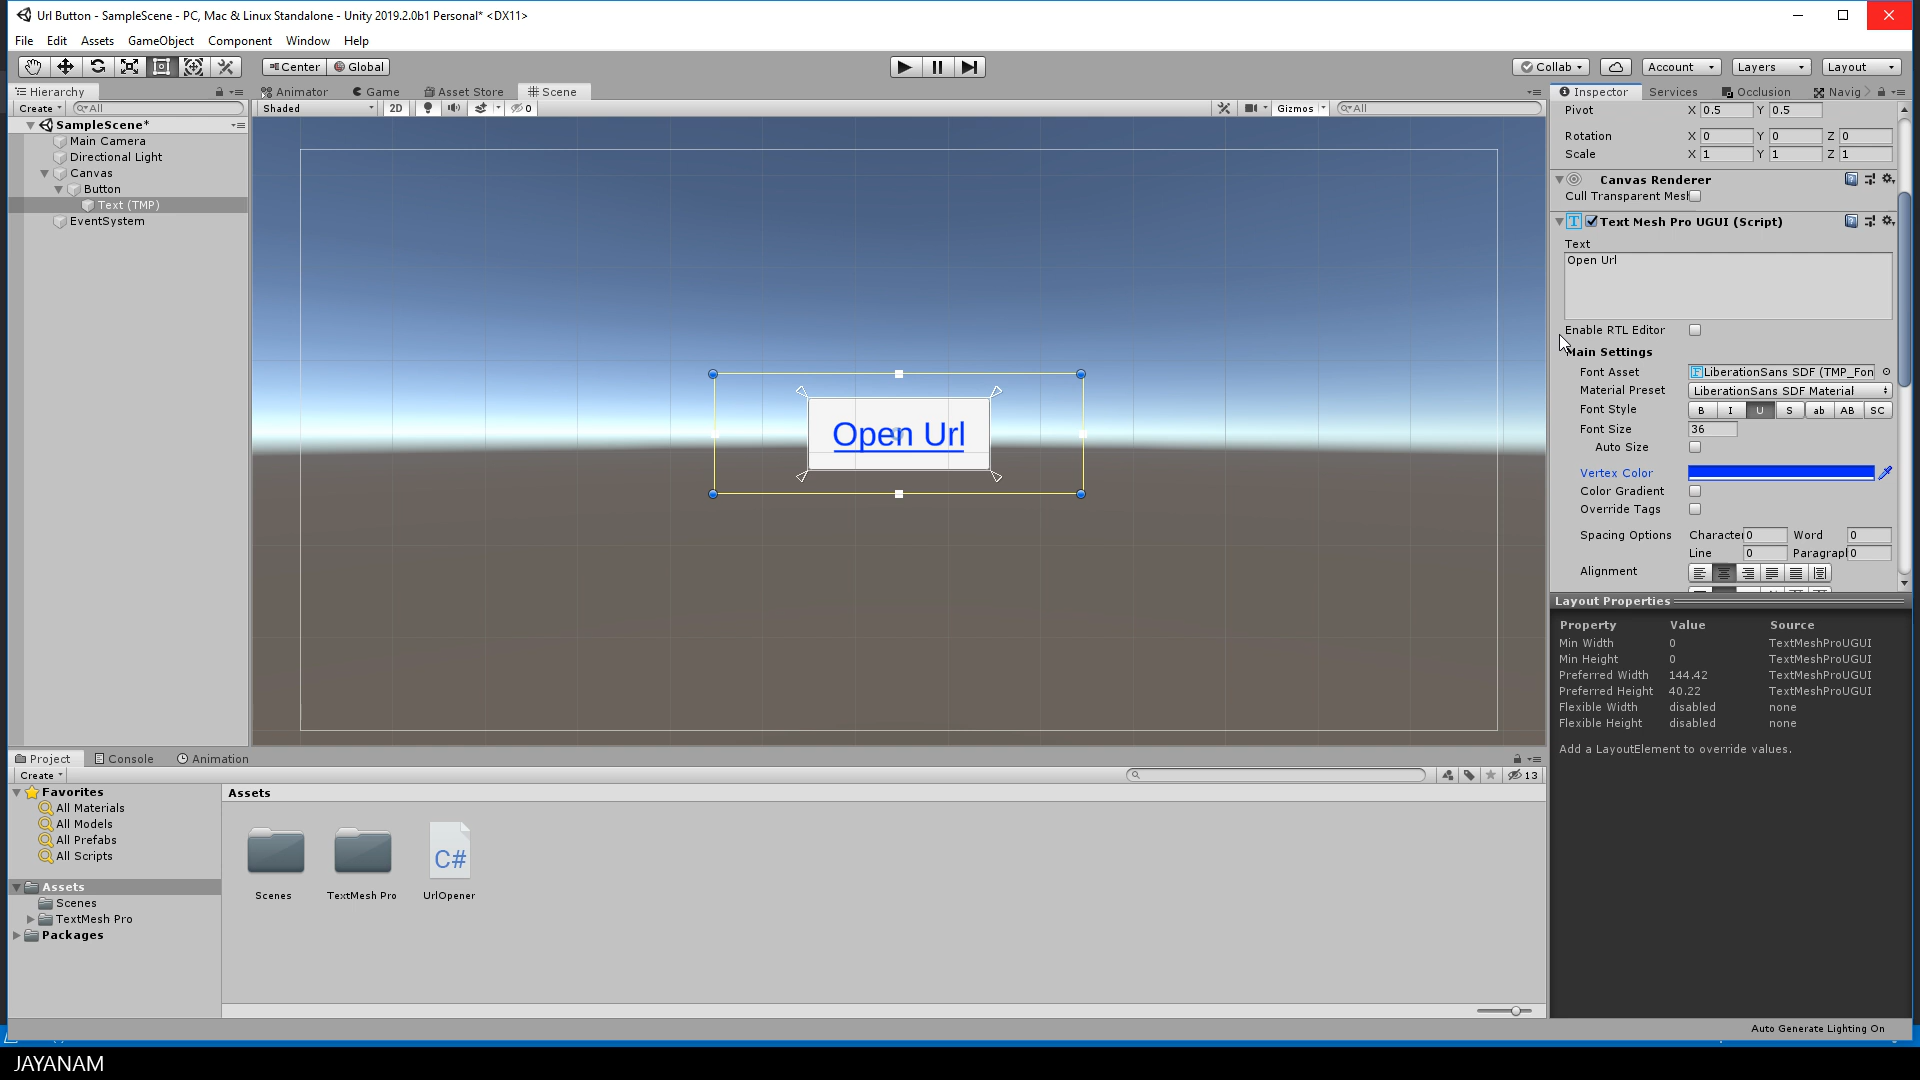 Url Button - SampleScene - PC, Mac & Linux Standalone - Unity 2019.2.0b1 Personal* <DX11>
File Edit Assets GameObject Component Window Help
Center Global Collab Account Layers Layout
Hierarchy Animator Game Asset Store Scene Inspector Services Occlusion Navig
Create All Shaded 2D 0 Gizmos All
SampleScene*
Main Camera
Directional Light
Canvas
Button
Text (TMP)
EventSystem
Open Url
Pivot X 0.5 Y 0.5
Rotation X 0 Y 0 Z 0
Scale X 1 Y 1 Z 1
Canvas Renderer
Cull Transparent Mesl
Text Mesh Pro UGUI (Script)
Text
Open Url
Enable RTL Editor
Main Settings
Font Asset LiberationSans SDF (TMP_Fon
Material Preset LiberationSans SDF Material
Font Style B I U S ab AB SC
Font Size 36
Auto Size
Vertex Color
Color Gradient
Override Tags
Spacing Options Character 0 Word 0
Line 0 Paragraph 0
Alignment
Layout Properties
Property Value Source
Min Width 0 TextMeshProUGUI
Min Height 0 TextMeshProUGUI
Preferred Width 144.42 TextMeshProUGUI
Preferred Height 40.22 TextMeshProUGUI
Flexible Width disabled none
Flexible Height disabled none
Add a LayoutElement to override values.
Project Console Animation
Create 13
Favorites
All Materials
All Models
All Prefabs
All Scripts
Assets
Scenes
TextMesh Pro
Packages
Assets
C#
Scenes TextMesh Pro UrlOpener
Auto Generate Lighting On
JAYANAM